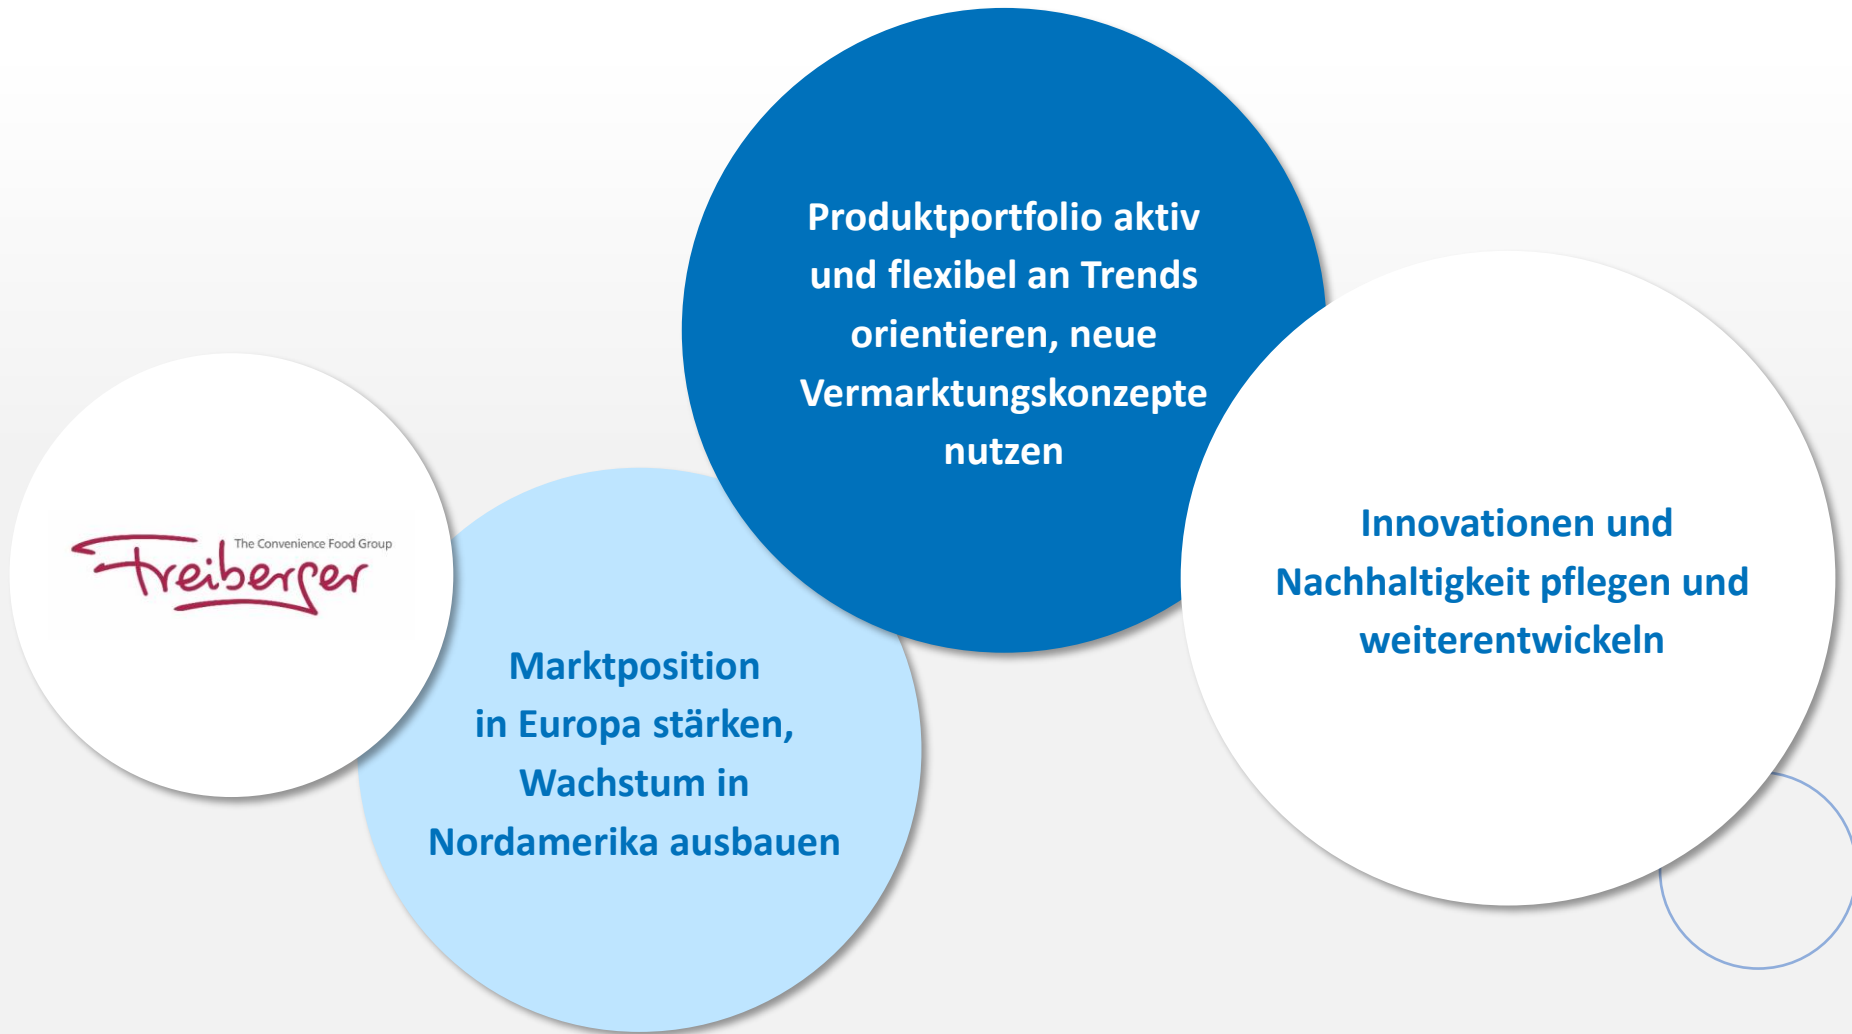 The Convenience Food Group
Freiberger
Marktposition
in Europa stärken,
Wachstum in
Nordamerika ausbauen
Produktportfolio aktiv
und flexibel an Trends
orientieren, neue
Vermarktungskonzepte
nutzen
Innovationen und
Nachhaltigkeit pflegen und
weiterentwickeln